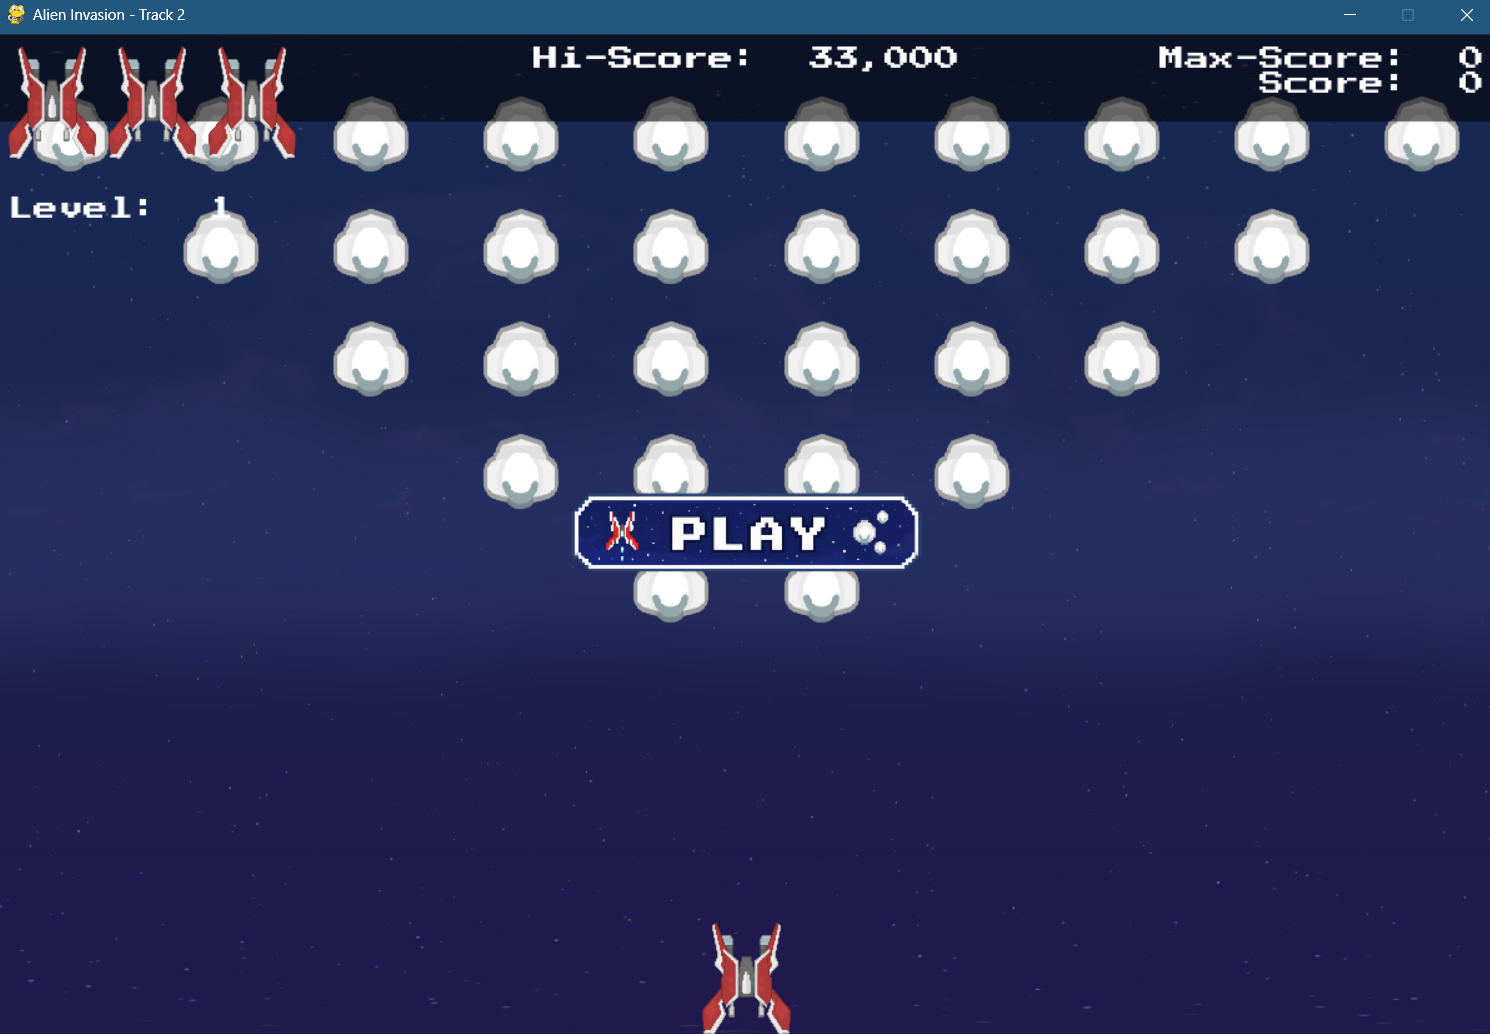 Alien Invasion - Track 2
Hi-Score: 33,000
Max-Score: 0
Score: 0
Level: 1
PLAY